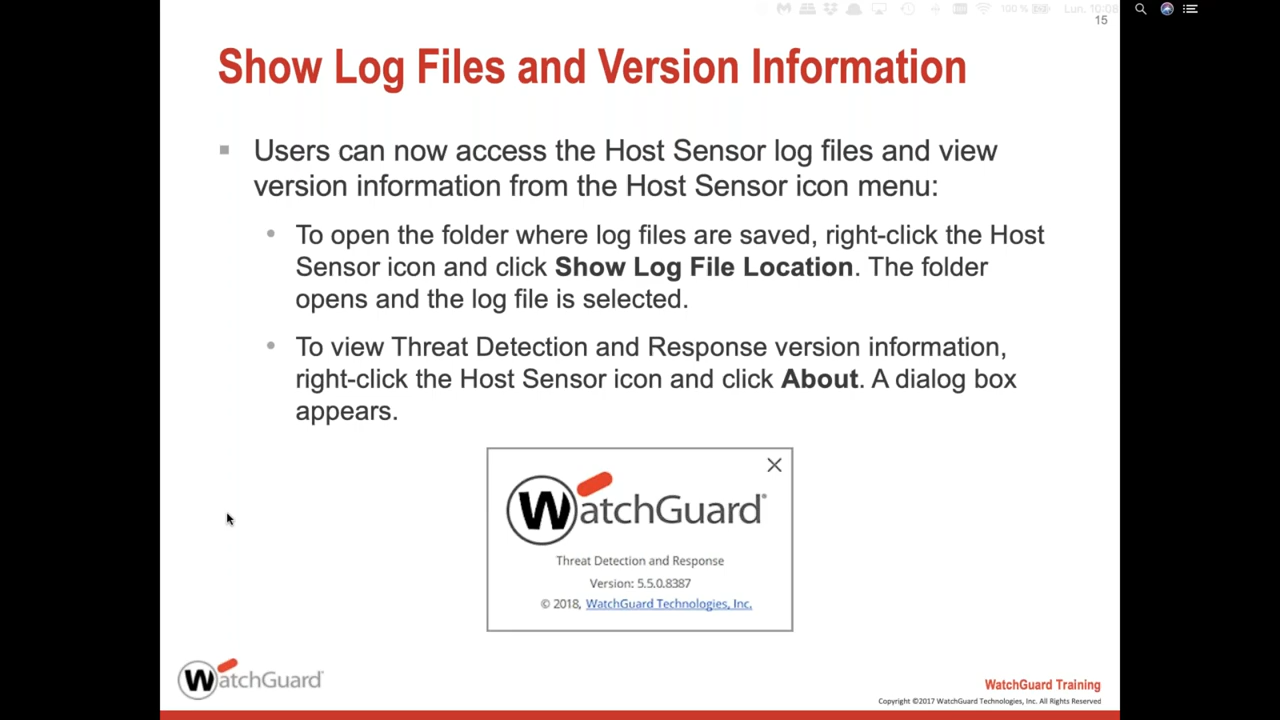 100 %
Lun. 10:08
15
Show Log Files and Version Information
Users can now access the Host Sensor log files and view
version information from the Host Sensor icon menu:
To open the folder where log files are saved, right-click the Host
Sensor icon and click Show Log File Location. The folder
opens and the log file is selected.
To view Threat Detection and Response version information,
right-click the Host Sensor icon and click About. A dialog box
appears.
WatchGuard®
Threat Detection and Response
Version: 5.5.0.8387
© 2018, WatchGuard Technologies, Inc.
WatchGuard®
WatchGuard Training
Copyright ©2017 WatchGuard Technologies, Inc. All Rights Reserved